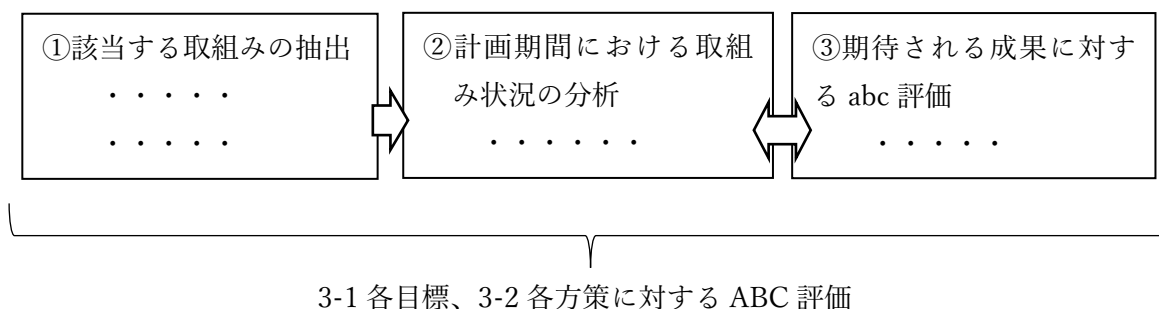 ①該当する取組みの抽出
・・・・・
・・・・・
②計画期間における取組
み状況の分析
・・・・・・
③期待される成果に対す
る abc 評価
・・・・・
3-1 各目標、3-2 各方策に対する ABC 評価